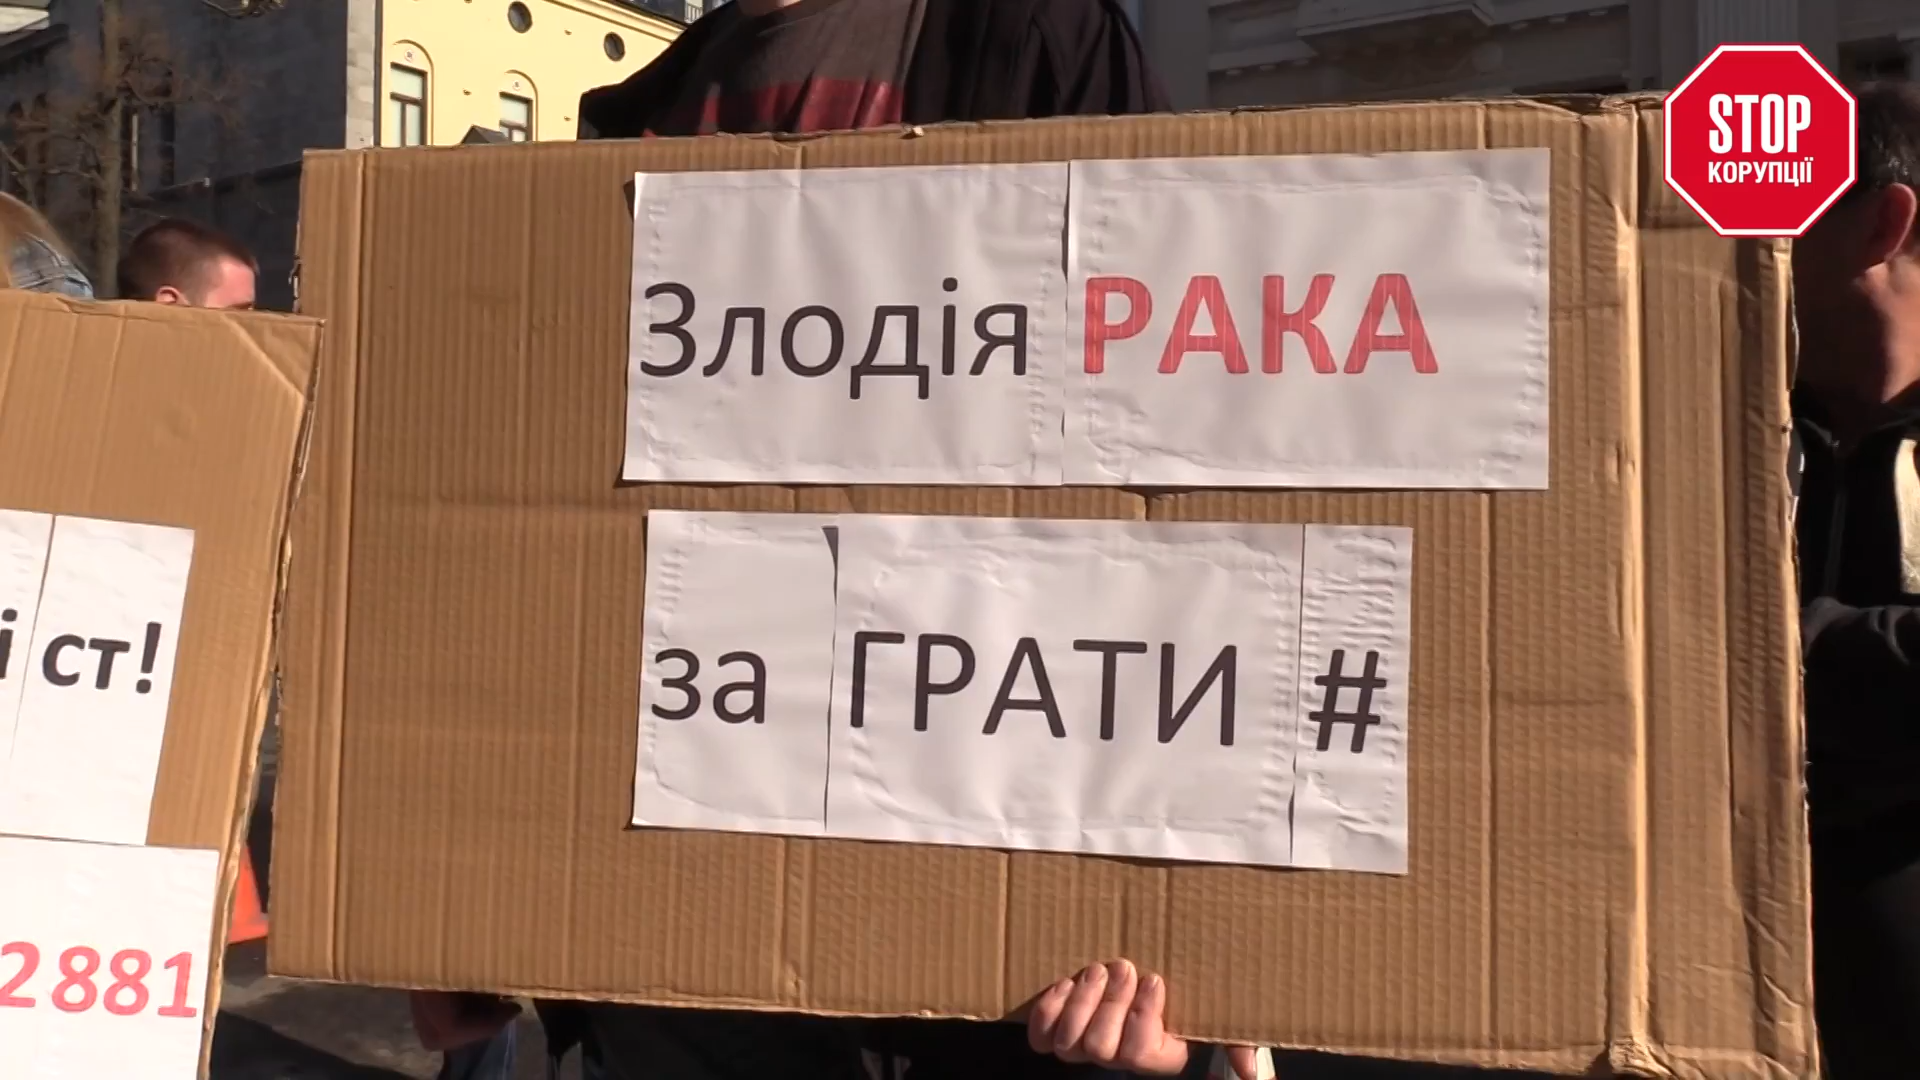 STOP
КОРУПЦІЇ
Злодія РАКА
за ГРАТИ #
і ст!
2881